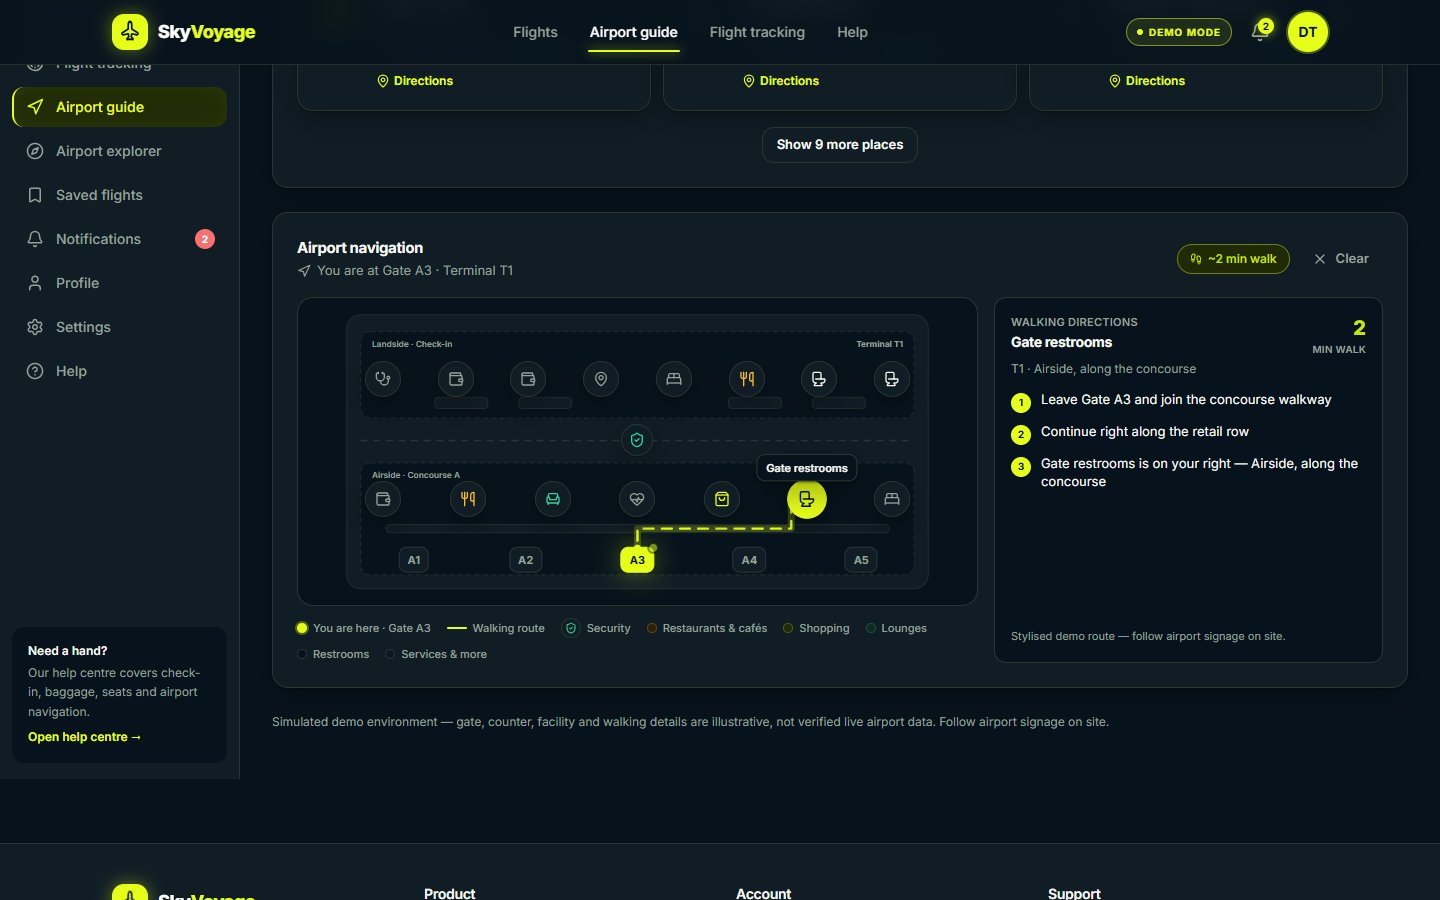 SkyVoyage
Flights
Airport guide
Flight tracking
Help
DEMO MODE
2
DT
Flight tracking
Airport guide
Airport explorer
Saved flights
Notifications
2
Profile
Settings
Help
Need a hand?
Our help centre covers check-
in, baggage, seats and airport
navigation.
Open help centre →
Directions
Directions
Directions
Show 9 more places
Airport navigation
You are at Gate A3 · Terminal T1
~2 min walk
Clear
Landside · Check-in
Terminal T1
Airside · Concourse A
Gate restrooms
A1
A2
A3
A4
A5
You are here · Gate A3
Walking route
Security
Restaurants & cafés
Shopping
Lounges
Restrooms
Services & more
WALKING DIRECTIONS
Gate restrooms
2
MIN WALK
T1 · Airside, along the concourse
1 Leave Gate A3 and join the concourse walkway
2 Continue right along the retail row
3 Gate restrooms is on your right — Airside, along the
concourse
Stylised demo route — follow airport signage on site.
Simulated demo environment — gate, counter, facility and walking details are illustrative, not verified live airport data. Follow airport signage on site.
SkyVoyage
Product
Account
Support